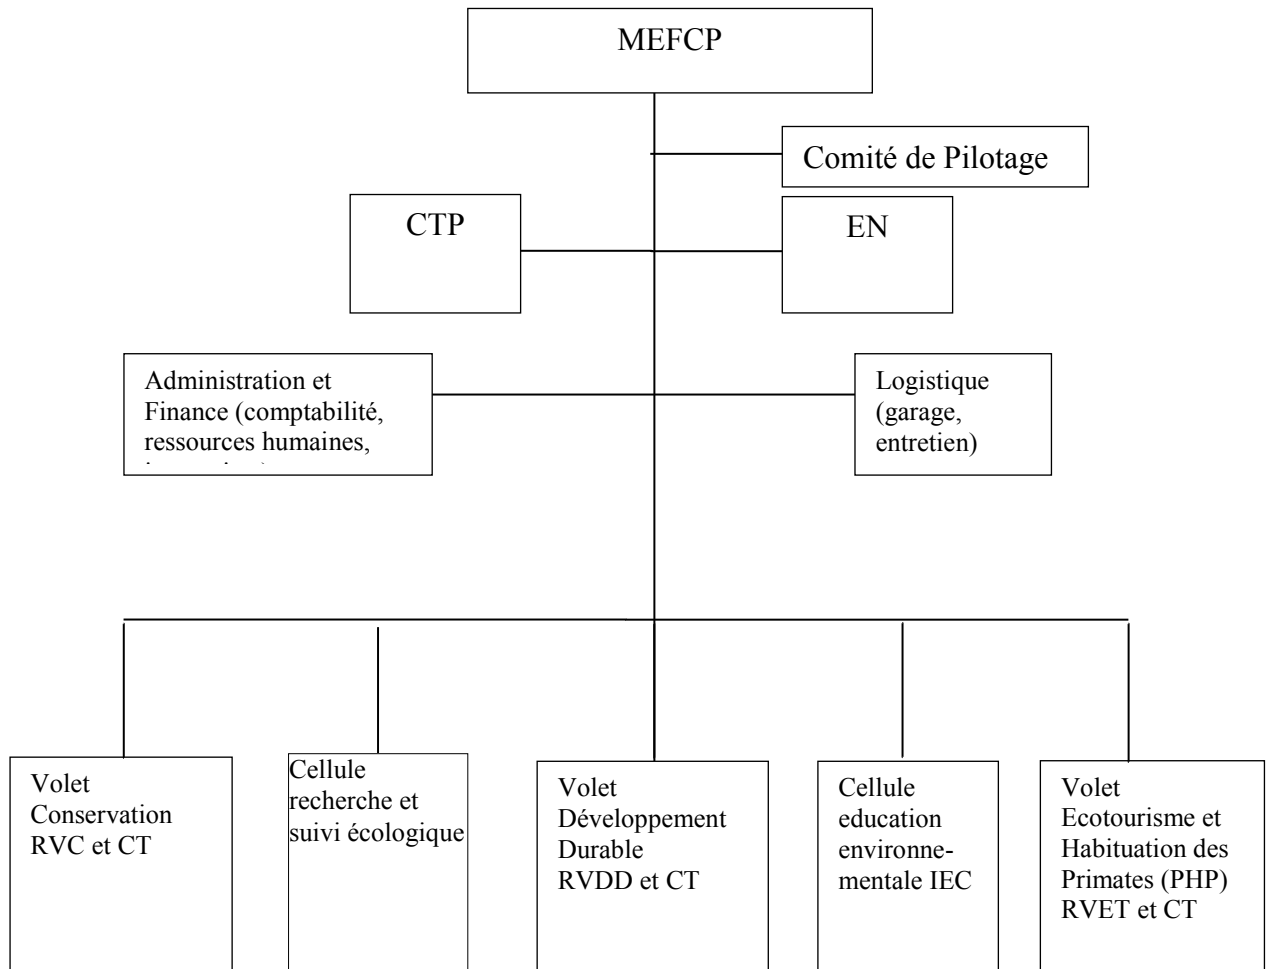 MEFCP
Comité de Pilotage
CTP
EN
Administration et
Finance (comptabilité,
ressources humaines,
Logistique
(garage,
entretien)
Volet
Conservation
RVC et CT
Cellule
recherche et
suivi écologique
Volet
Développement
Durable
RVDD et CT
Cellule
education
environne-
mentale IEC
Volet
Ecotourisme et
Habituation des
Primates (PHP)
RVET et CT